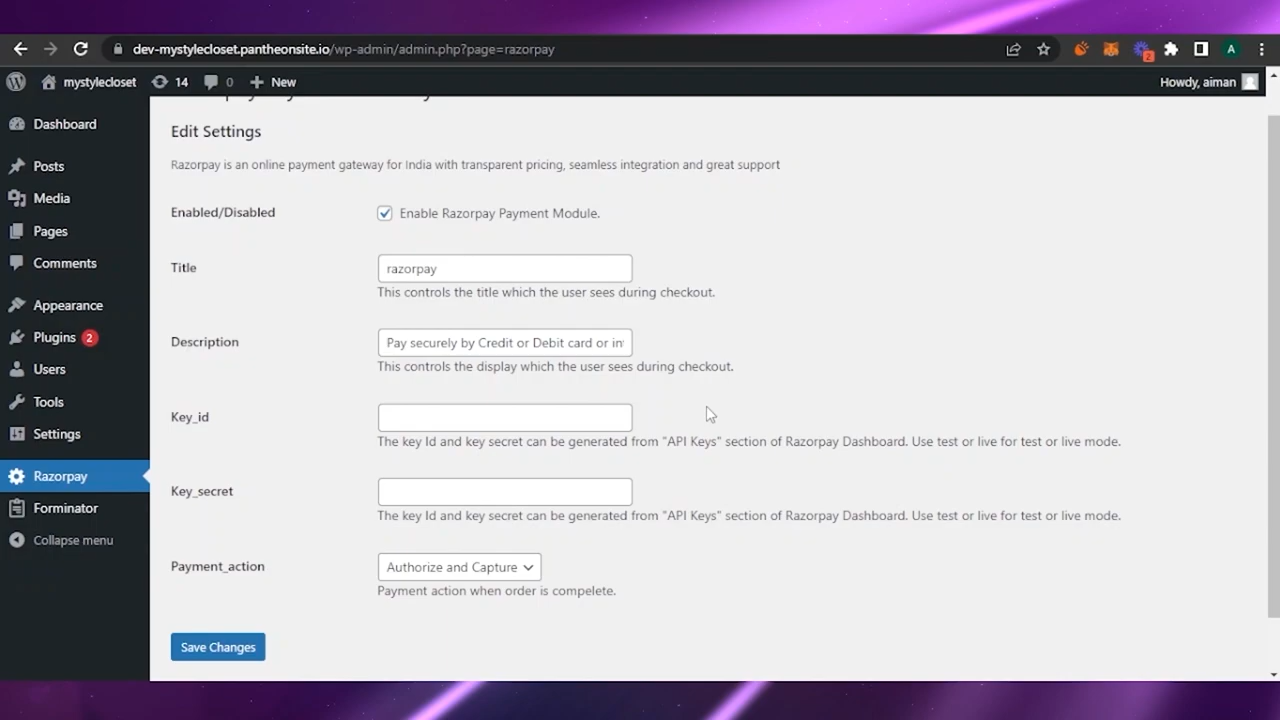 dev-mystylecloset.pantheonsite.io/wp-admin/admin.php?page=razorpay
2
A
mystylecloset 14 0 + New
Howdy, aiman
Dashboard
Posts
Media
Pages
Comments
Appearance
Plugins 2
Users
Tools
Settings
Razorpay
Forminator
Collapse menu
Edit Settings
Razorpay is an online payment gateway for India with transparent pricing, seamless integration and great support
Enabled/Disabled
Enable Razorpay Payment Module.
Title
razorpay
This controls the title which the user sees during checkout.
Description
Pay securely by Credit or Debit card or in
This controls the display which the user sees during checkout.
Key_id
The key Id and key secret can be generated from "API Keys" section of Razorpay Dashboard. Use test or live for test or live mode.
Key_secret
The key Id and key secret can be generated from "API Keys" section of Razorpay Dashboard. Use test or live for test or live mode.
Payment_action
Authorize and Capture
Payment action when order is compelete.
Save Changes